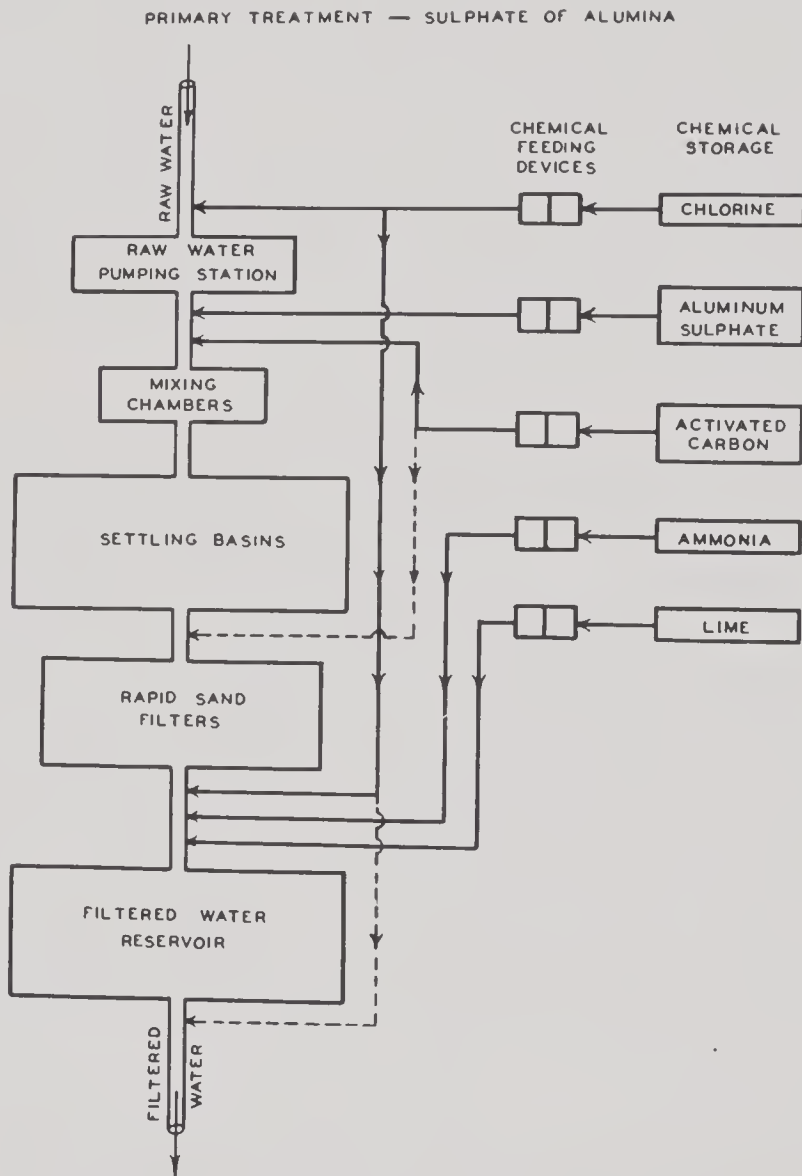 PRIMARY TREATMENT — SULPHATE OF ALUMINA
RAW WATER
CHEMICAL
FEEDING
DEVICES
CHEMICAL
STORAGE
CHLORINE
RAW WATER
PUMPING STATION
ALUMINUM
SULPHATE
MIXING
CHAMBERS
ACTIVATED
CARBON
SETTLING BASINS
AMMONIA
LIME
RAPID SAND
FILTERS
FILTERED WATER
RESERVOIR
FILTERED
WATER